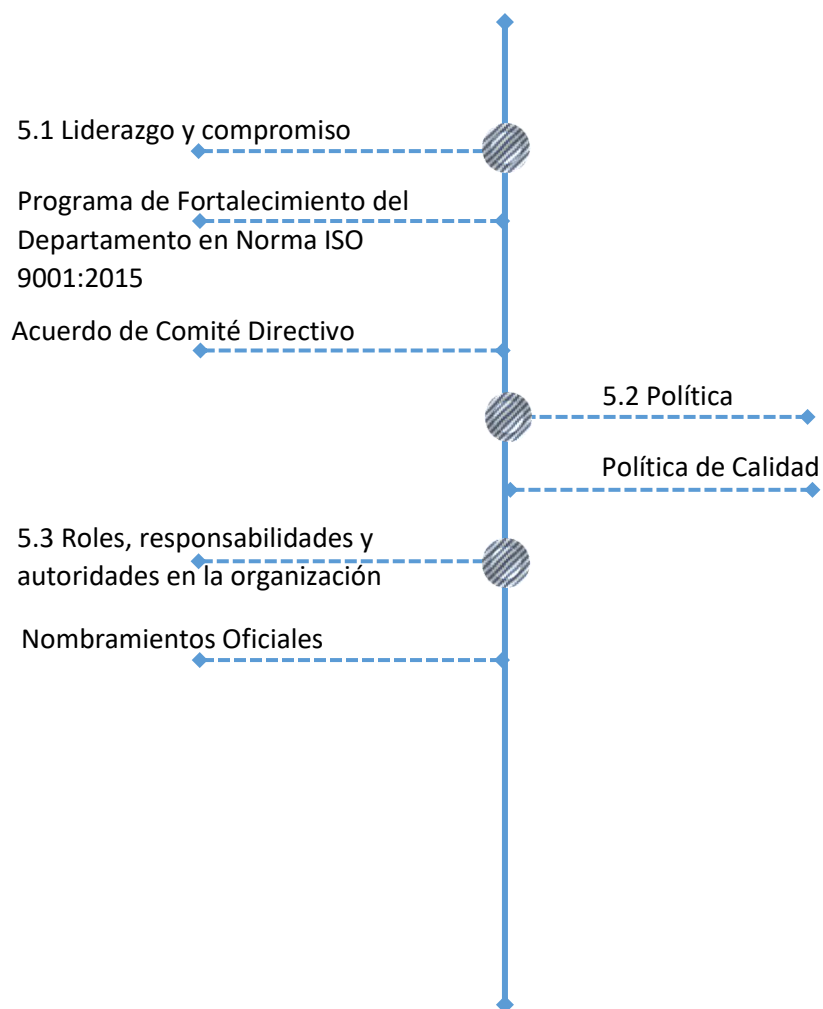 5.1 Liderazgo y compromiso
Programa de Fortalecimiento del
Departamento en Norma ISO
9001:2015
Acuerdo de Comité Directivo
5.2 Política
Política de Calidad
5.3 Roles, responsabilidades y
autoridades en la organización
Nombramientos Oficiales